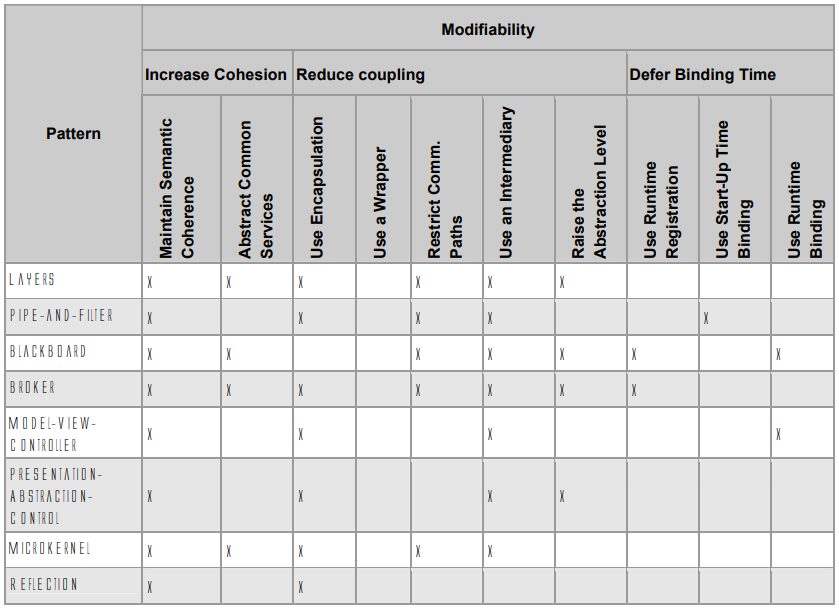 Modifiability
Increase Cohesion Reduce coupling Defer Binding Time
Pattern
Maintain Semantic
Coherence
Abstract Common
Services
Use Encapsulation
Use a Wrapper
Restrict Comm.
Paths
Use an Intermediary
Raise the
Abstraction Level
Use Runtime
Registration
Use Start-Up Time
Binding
Use Runtime
Binding
LAYERS X X X X X X
PIPE-AND-FILTER X X X X X
BLACKBOARD X X X X X X X
BROKER X X X X X X X
MODEL-VIEW-
CONTROLLER X X X X
PRESENTATION-
ABSTRACTION-
CONTROL X X X X
MICROKERNEL X X X X X
REFLECTION X X